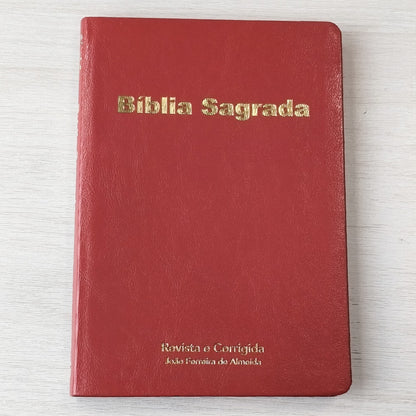 Bíblia Sagrada
Revista e Corrigida
João Ferreira de Almeida